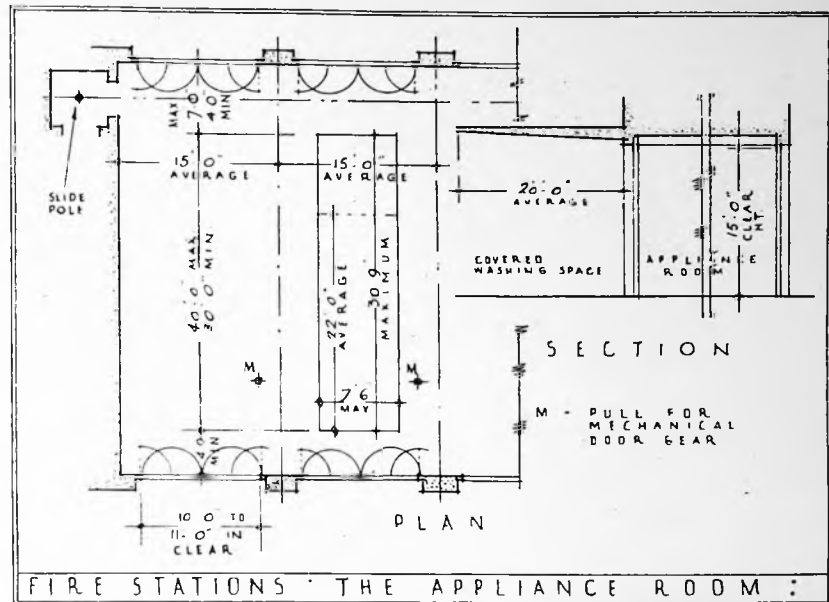 MAX
7'.0"
4'.0"
MIN
15'.0"
AVERAGE
15'.0"
AVERAGE
SLIDE
POLE
40'.0" MAX
30'.0" MIN
22'.0"
AVERAGE
30'.9"
MAXIMUM
M
M
7'.6
MAX
4'.0
MIN
10'.0" TO
11'.0" IN
CLEAR
PLAN
20'.0"
AVERAGE
15'.0"
CLEAR
HT.
COVERED
WASHING SPACE
APPLIANCE
ROOM
SECTION
M - PULL FOR
MECHANICAL
DOOR GEAR
FIRE STATIONS : THE APPLIANCE ROOM :